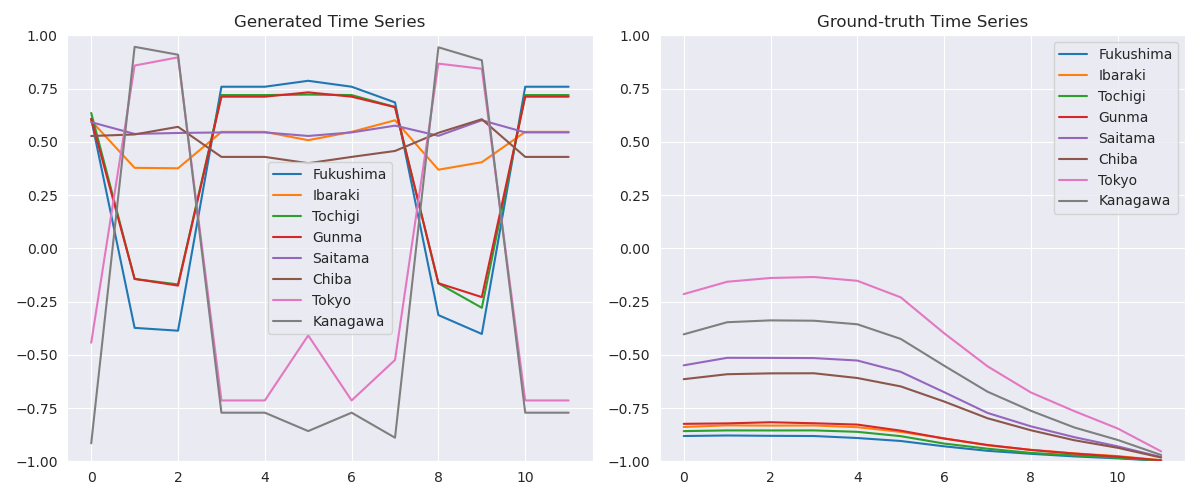 Generated Time Series
1.00
0.75
0.50
0.25
0.00
−0.25
−0.50
−0.75
−1.00
0 2 4 6 8 10
Fukushima
Ibaraki
Tochigi
Gunma
Saitama
Chiba
Tokyo
Kanagawa
Ground-truth Time Series
1.00
0.75
0.50
0.25
0.00
−0.25
−0.50
−0.75
−1.00
0 2 4 6 8 10
Fukushima
Ibaraki
Tochigi
Gunma
Saitama
Chiba
Tokyo
Kanagawa